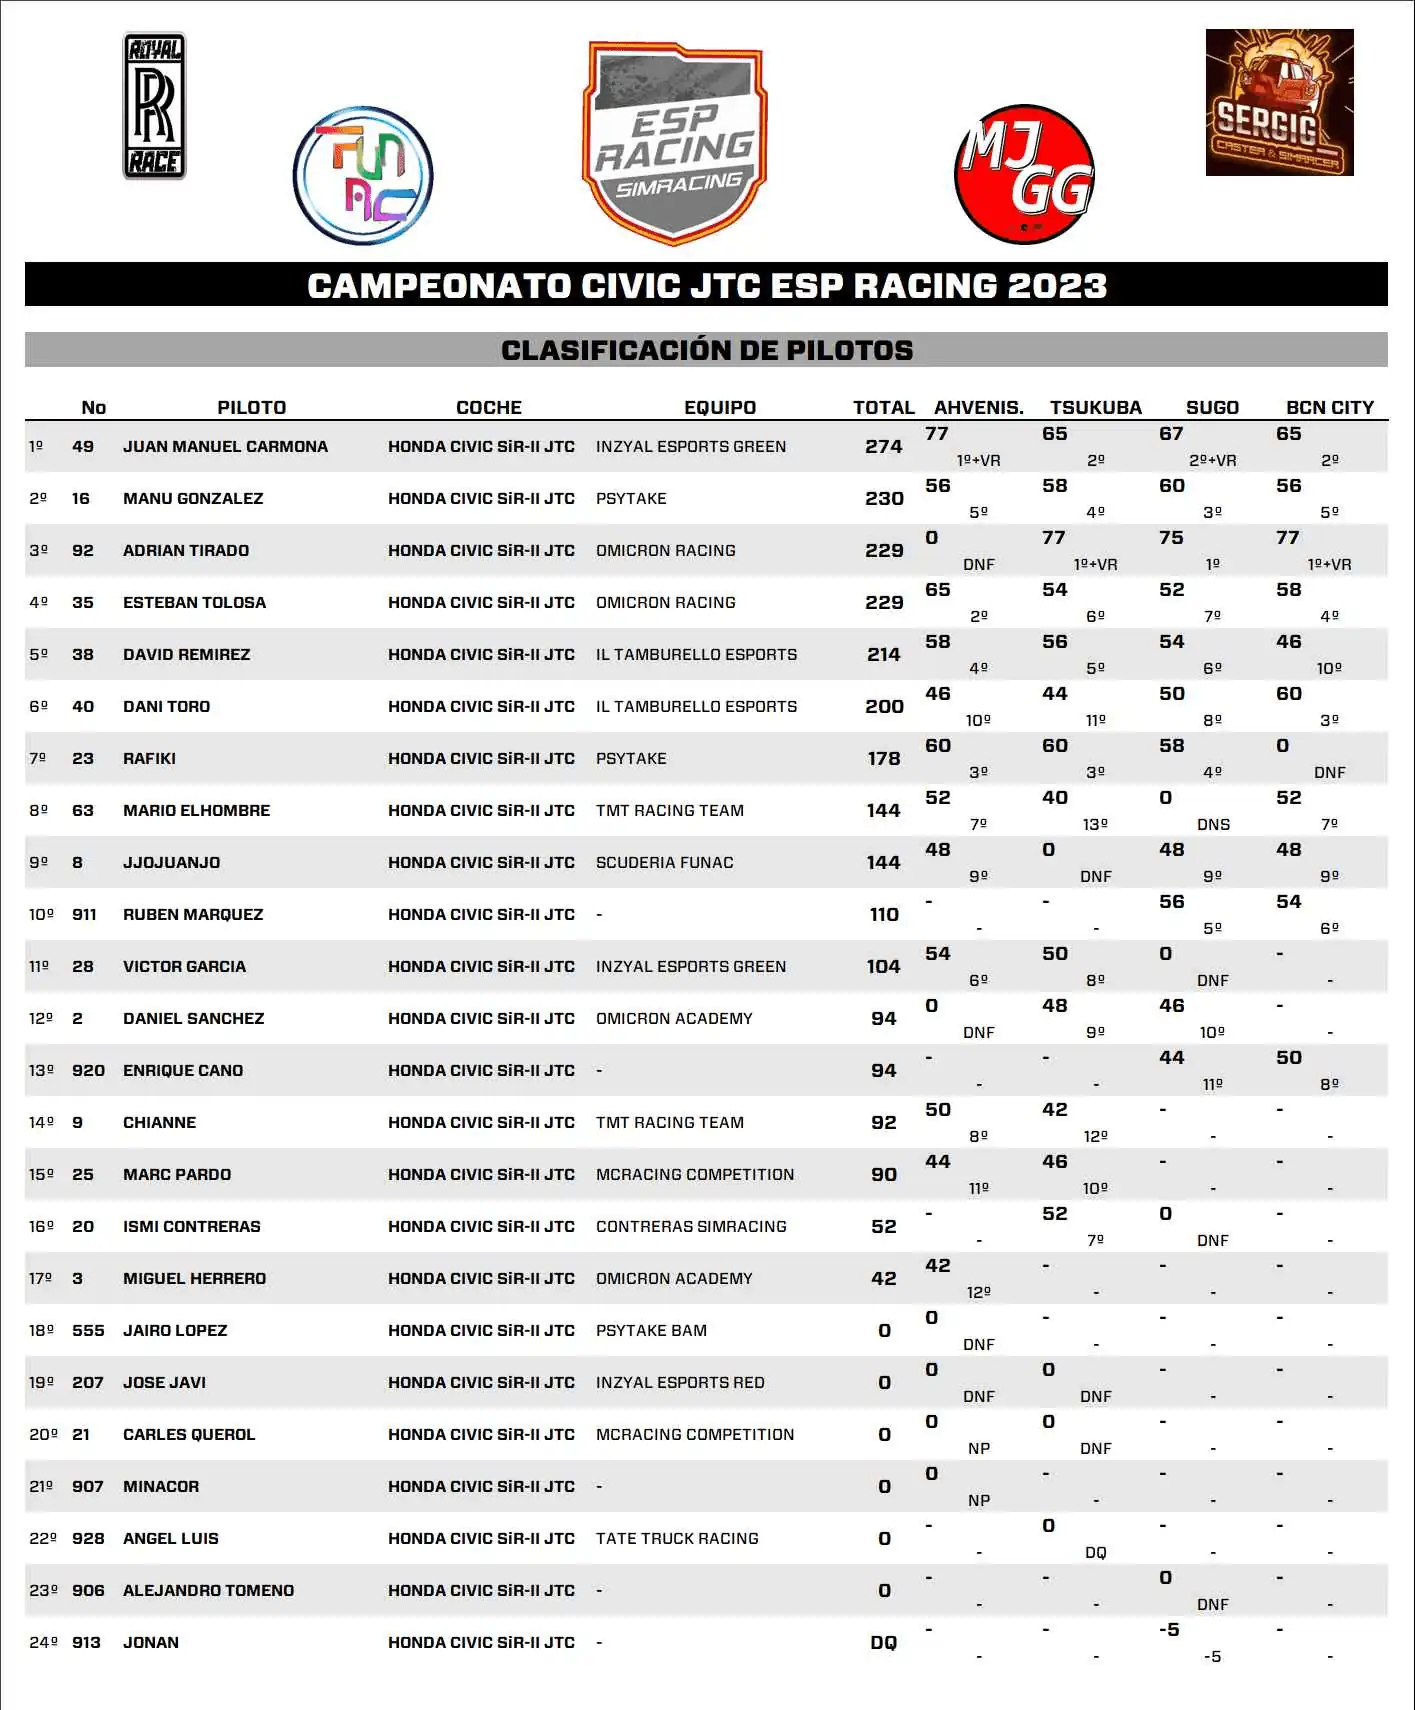 ROYAL
RR
RACE
FUN
AC
ESP
RACING
SIMRACING
MJ
GG
SERGIG
CASTER & SIMRACER
CAMPEONATO CIVIC JTC ESP RACING 2023
CLASIFICACIÓN DE PILOTOS
No PILOTO COCHE EQUIPO TOTAL AHVENIS. TSUKUBA SUGO BCN CITY
1º 49 JUAN MANUEL CARMONA HONDA CIVIC SiR-II JTC INZYAL ESPORTS GREEN 274 77 65 67 65
1º+VR 2º 2º+VR 2º
2º 16 MANU GONZALEZ HONDA CIVIC SiR-II JTC PSYTAKE 230 56 58 60 56
5º 4º 3º 5º
3º 92 ADRIAN TIRADO HONDA CIVIC SiR-II JTC OMICRON RACING 229 0 77 75 77
DNF 1º+VR 1º 1º+VR
4º 35 ESTEBAN TOLOSA HONDA CIVIC SiR-II JTC OMICRON RACING 229 65 54 52 58
2º 6º 7º 4º
5º 38 DAVID REMIREZ HONDA CIVIC SiR-II JTC IL TAMBURELLO ESPORTS 214 58 56 54 46
4º 5º 6º 10º
6º 40 DANI TORO HONDA CIVIC SiR-II JTC IL TAMBURELLO ESPORTS 200 46 44 50 60
10º 11º 8º 3º
7º 23 RAFIKI HONDA CIVIC SiR-II JTC PSYTAKE 178 60 60 58 0
3º 3º 4º DNF
8º 63 MARIO ELHOMBRE HONDA CIVIC SiR-II JTC TMT RACING TEAM 144 52 40 0 52
7º 13º DNS 7º
9º 8 JJOJUANJO HONDA CIVIC SiR-II JTC SCUDERIA FUNAC 144 48 0 48 48
9º DNF 9º 9º
10º 911 RUBEN MARQUEZ HONDA CIVIC SiR-II JTC - 110 - - 56 54
- - 5º 6º
11º 28 VICTOR GARCIA HONDA CIVIC SiR-II JTC INZYAL ESPORTS GREEN 104 54 50 0 -
6º 8º DNF -
12º 2 DANIEL SANCHEZ HONDA CIVIC SiR-II JTC OMICRON ACADEMY 94 0 48 46 -
DNF 9º 10º -
13º 920 ENRIQUE CANO HONDA CIVIC SiR-II JTC - 94 - - 44 50
- - 11º 8º
14º 9 CHIANNE HONDA CIVIC SiR-II JTC TMT RACING TEAM 92 50 42 - -
8º 12º - -
15º 25 MARC PARDO HONDA CIVIC SiR-II JTC MCRACING COMPETITION 90 44 46 - -
11º 10º - -
16º 20 ISMI CONTRERAS HONDA CIVIC SiR-II JTC CONTRERAS SIMRACING 52 - 52 0 -
- 7º DNF -
17º 3 MIGUEL HERRERO HONDA CIVIC SiR-II JTC OMICRON ACADEMY 42 42 - - -
12º - - -
18º 555 JAIRO LOPEZ HONDA CIVIC SiR-II JTC PSYTAKE BAM 0 0 - - -
DNF - - -
19º 207 JOSE JAVI HONDA CIVIC SiR-II JTC INZYAL ESPORTS RED 0 0 0 - -
DNF DNF - -
20º 21 CARLES QUEROL HONDA CIVIC SiR-II JTC MCRACING COMPETITION 0 0 0 - -
NP DNF - -
21º 907 MINACOR HONDA CIVIC SiR-II JTC - 0 0 - - -
NP - - -
22º 928 ANGEL LUIS HONDA CIVIC SiR-II JTC TATE TRUCK RACING 0 - 0 - -
- DQ - -
23º 906 ALEJANDRO TOMENO HONDA CIVIC SiR-II JTC - 0 - - 0 -
- - DNF -
24º 913 JONAN HONDA CIVIC SiR-II JTC - DQ - - -5 -
- - -5 -